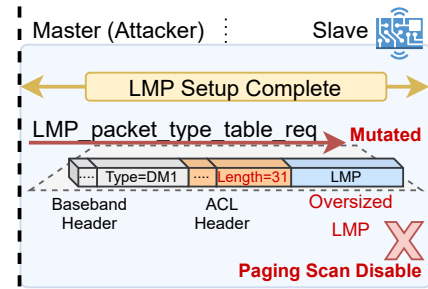 Master (Attacker)
Slave
LMP Setup Complete
LMP_packet_type_table_req
Mutated
.... Type=DM1 .... Length=31 LMP
Baseband Header
ACL Header
Oversized LMP
Paging Scan Disable